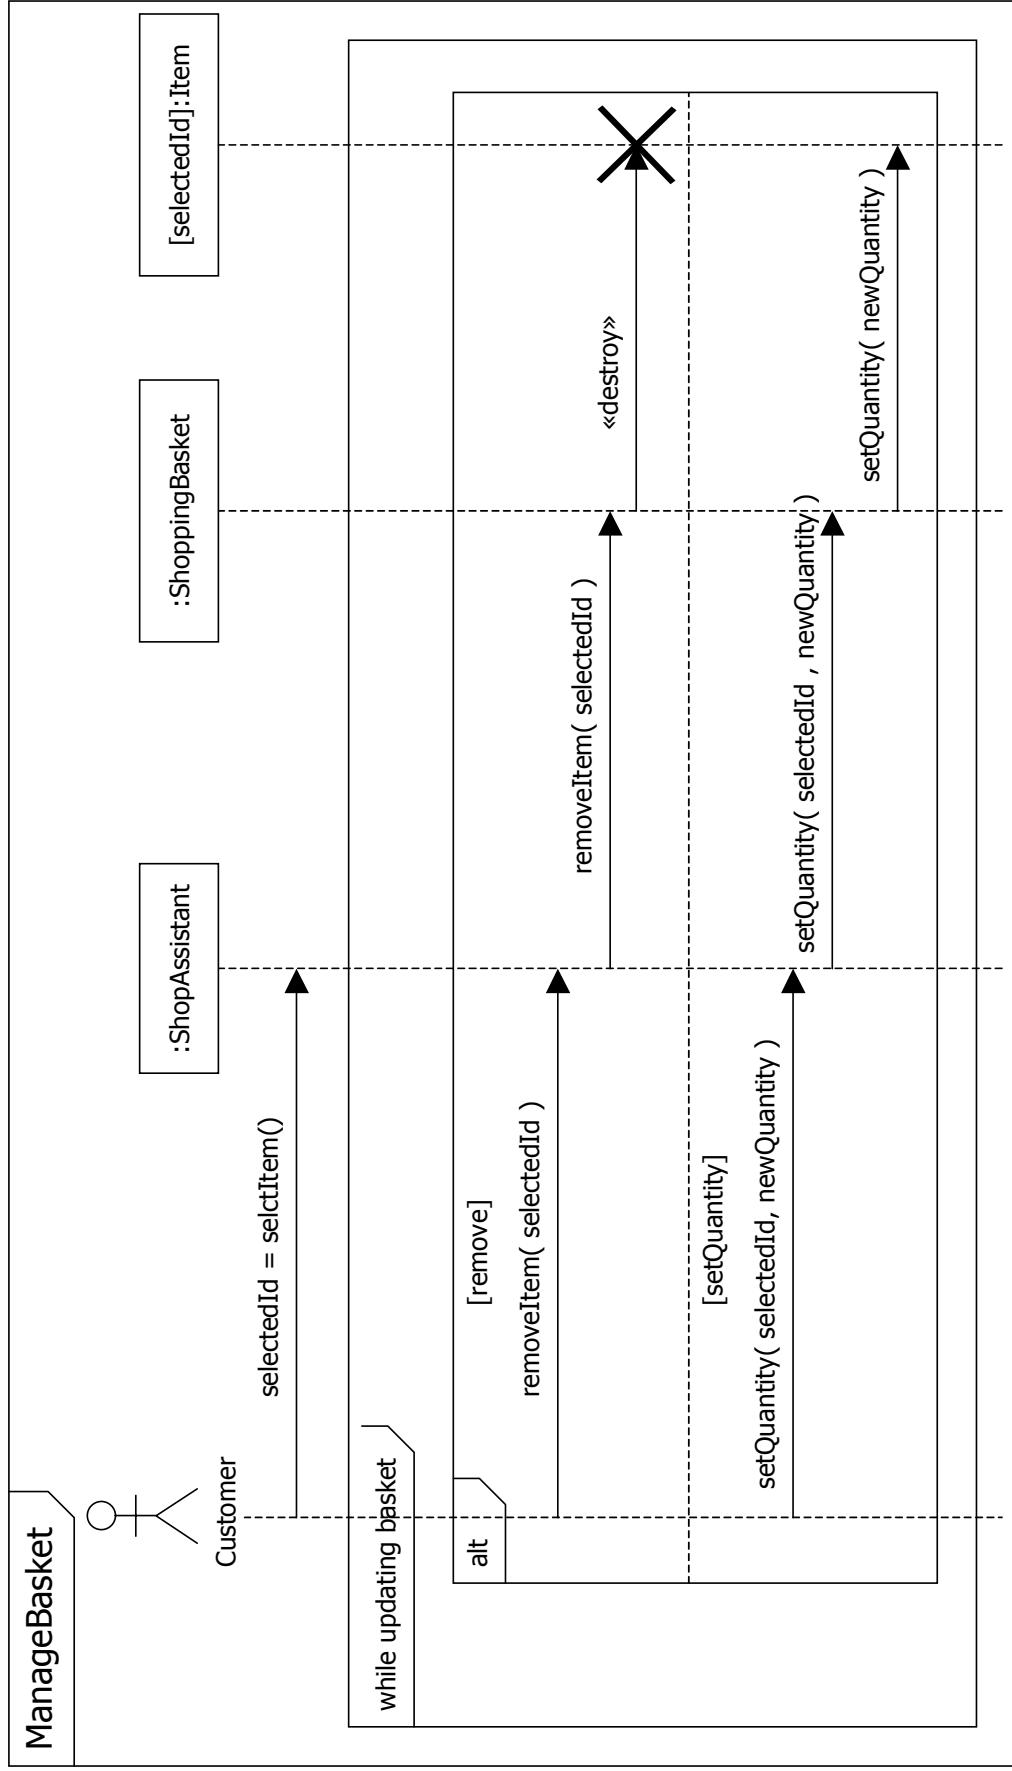 ManageBasket
Customer
:ShopAssistant
:ShoppingBasket
[selectedId]:Item
selectedId = selctItem()
while updating basket
alt
[remove]
removeItem( selectedId )
removeItem( selectedId )
«destroy»
[setQuantity]
setQuantity( selectedId, newQuantity )
setQuantity( selectedId , newQuantity )
setQuantity( newQuantity )